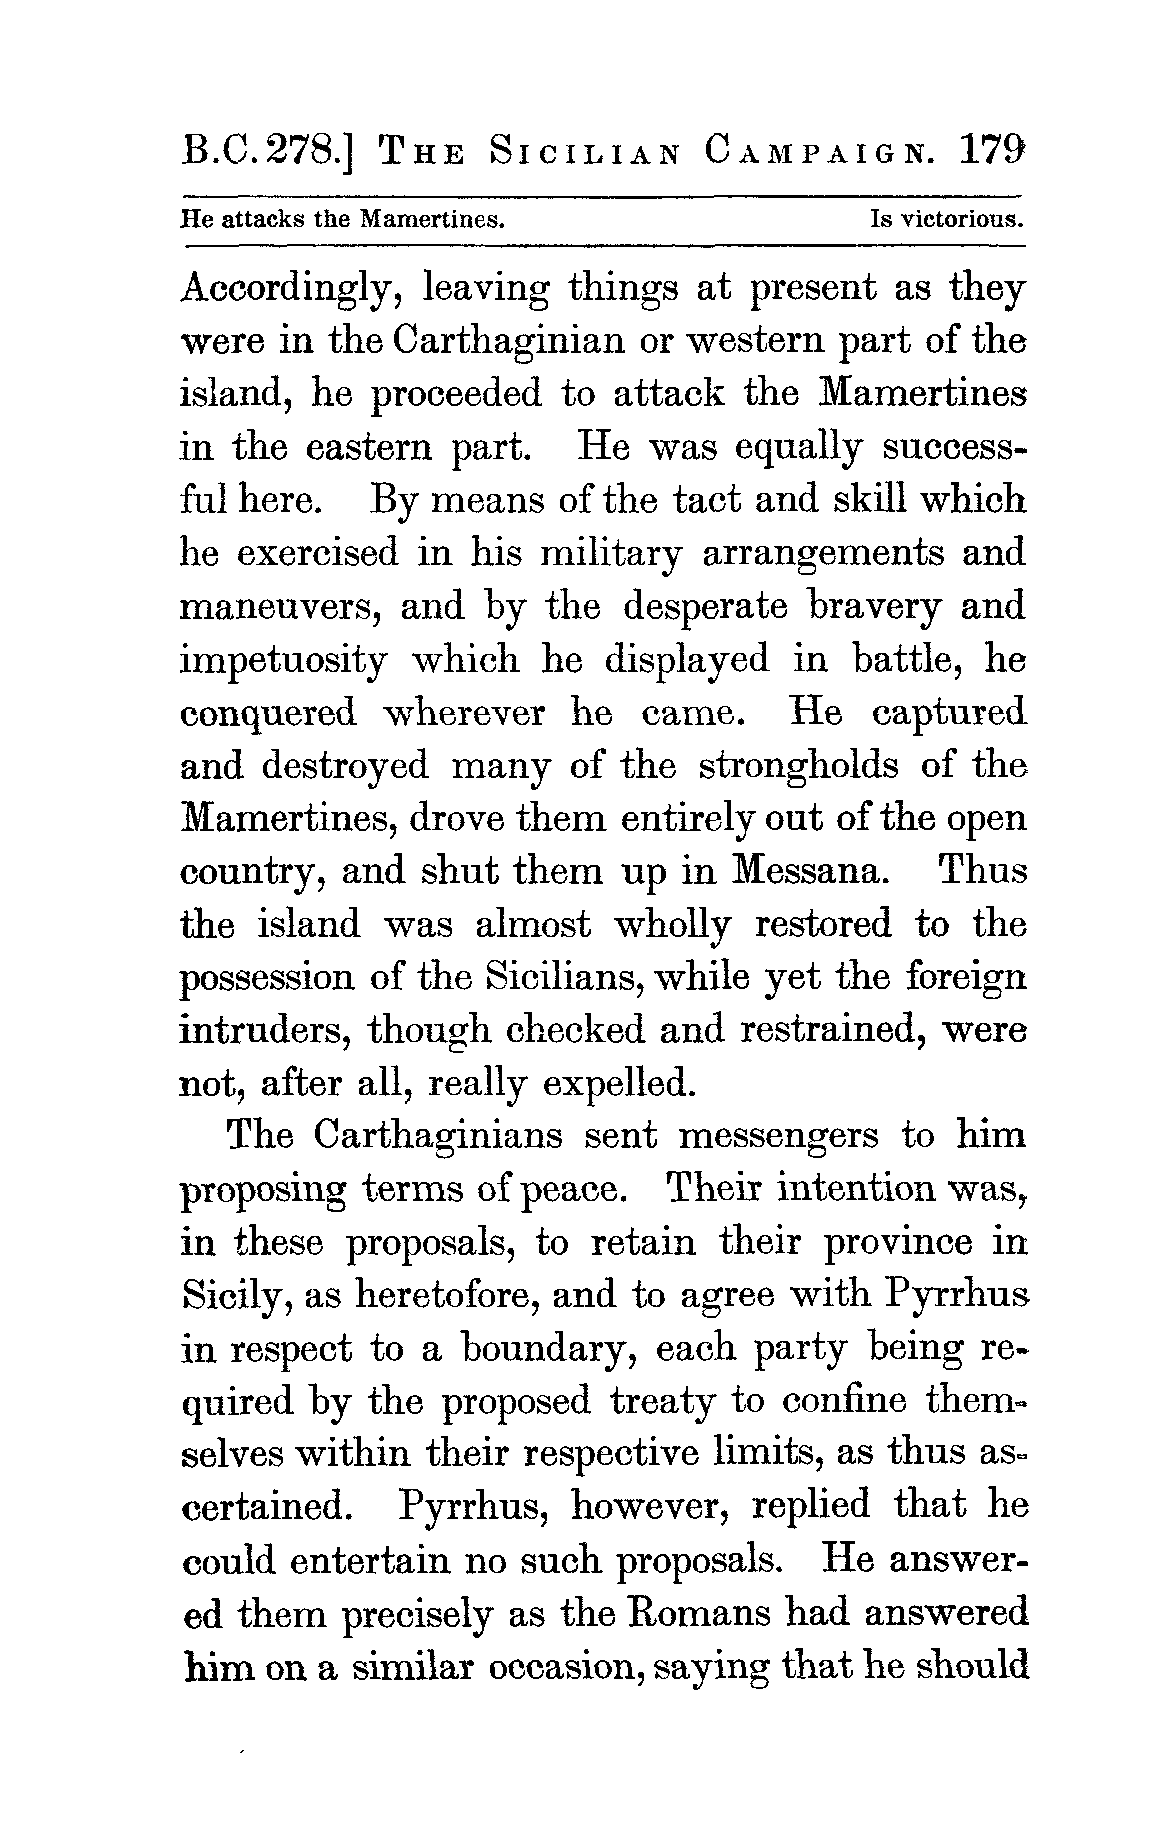 B.C. 278.] The Sicilian Campaign. 179
He attacks the Mamertines. Is victorious.
Accordingly, leaving things at present as they
were in the Carthaginian or western part of the
island, he proceeded to attack the Mamertines
in the eastern part. He was equally success-
ful here. By means of the tact and skill which
he exercised in his military arrangements and
maneuvers, and by the desperate bravery and
impetuosity which he displayed in battle, he
conquered wherever he came. He captured
and destroyed many of the strongholds of the
Mamertines, drove them entirely out of the open
country, and shut them up in Messana. Thus
the island was almost wholly restored to the
possession of the Sicilians, while yet the foreign
intruders, though checked and restrained, were
not, after all, really expelled.
The Carthaginians sent messengers to him
proposing terms of peace. Their intention was,
in these proposals, to retain their province in
Sicily, as heretofore, and to agree with Pyrrhus
in respect to a boundary, each party being re-
quired by the proposed treaty to confine them-
selves within their respective limits, as thus as-
certained. Pyrrhus, however, replied that he
could entertain no such proposals. He answer-
ed them precisely as the Romans had answered
him on a similar occasion, saying that he should